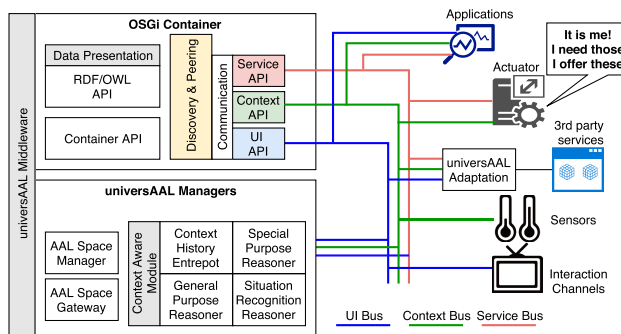 OSGi Container
Applications
It is me!
I need those
I offer these
Data Presentation
RDF/OWL
API
Container API
Discovery & Peering
Communication
Service
API
Context
API
UI
API
Actuator
3rd party
services
universAAL
Adaptation
universAAL Middleware
universAAL Managers
AAL Space
Manager
AAL Space
Gateway
Context Aware
Module
Context
History
Entrepot
Special
Purpose
Reasoner
General
Purpose
Reasoner
Situation
Recognition
Reasoner
Sensors
Interaction
Channels
UI Bus
Context Bus
Service Bus